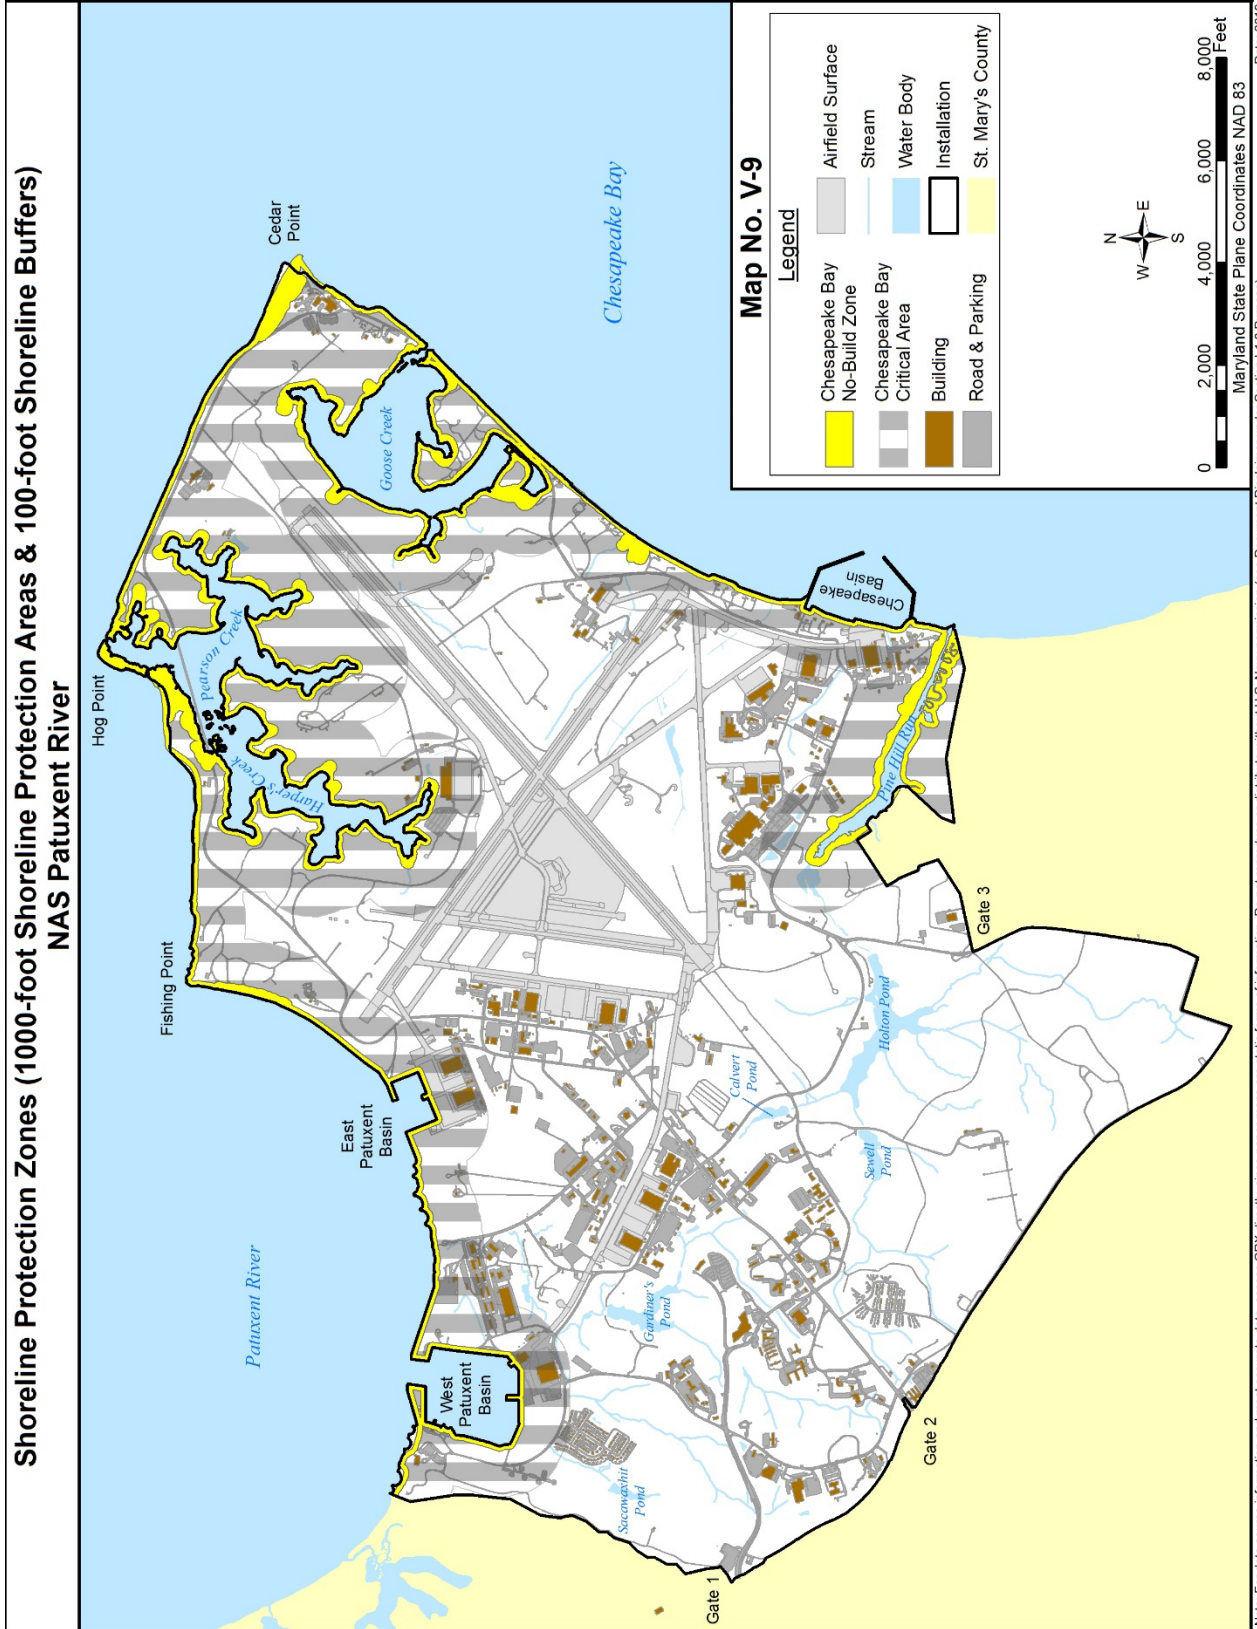 Shoreline Protection Zones (1000-foot Shoreline Protection Areas & 100-foot Shoreline Buffers)
NAS Patuxent River
Hog Point
Cedar
Point
Fishing Point
Pearson Creek
Harper's Creek
Goose Creek
Chesapeake Bay
Patuxent River
East
Patuxent
Basin
West
Patuxent
Basin
Chesapeake
Basin
Pine Hill Run
Gate 3
Holton Pond
Calvert
Pond
Sewell
Pond
Gardiner's
Pond
Sacawaxhit
Pond
Gate 2
Gate 1
Map No. V-9
Legend
Chesapeake Bay
No-Build Zone
Chesapeake Bay
Critical Area
Building
Road & Parking
Airfield Surface
Stream
Water Body
Installation
St. Mary's County
N
W E
S
0 2,000 4,000 6,000 8,000
Feet
Maryland State Plane Coordinates NAD 83